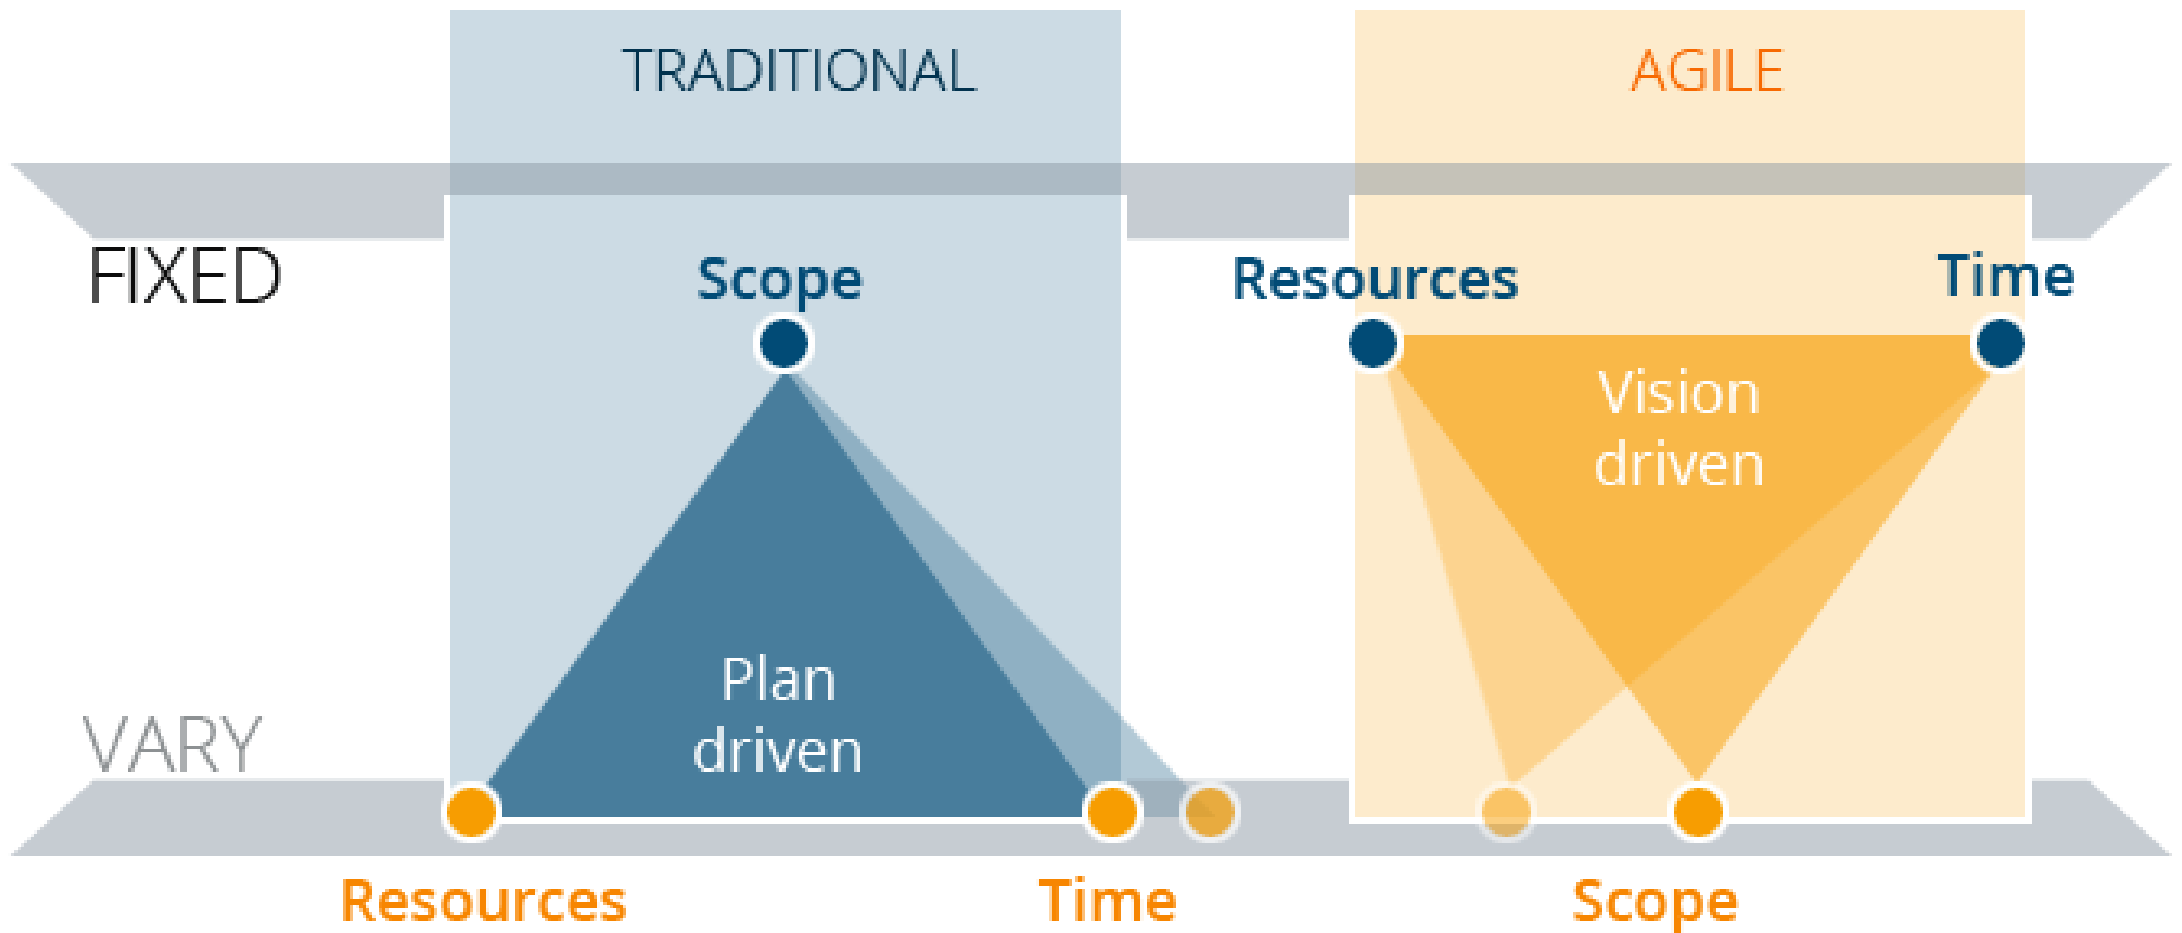 TRADITIONAL
AGILE
FIXED
Scope
Resources
Time
Vision
driven
Plan
driven
VARY
Resources
Time
Scope